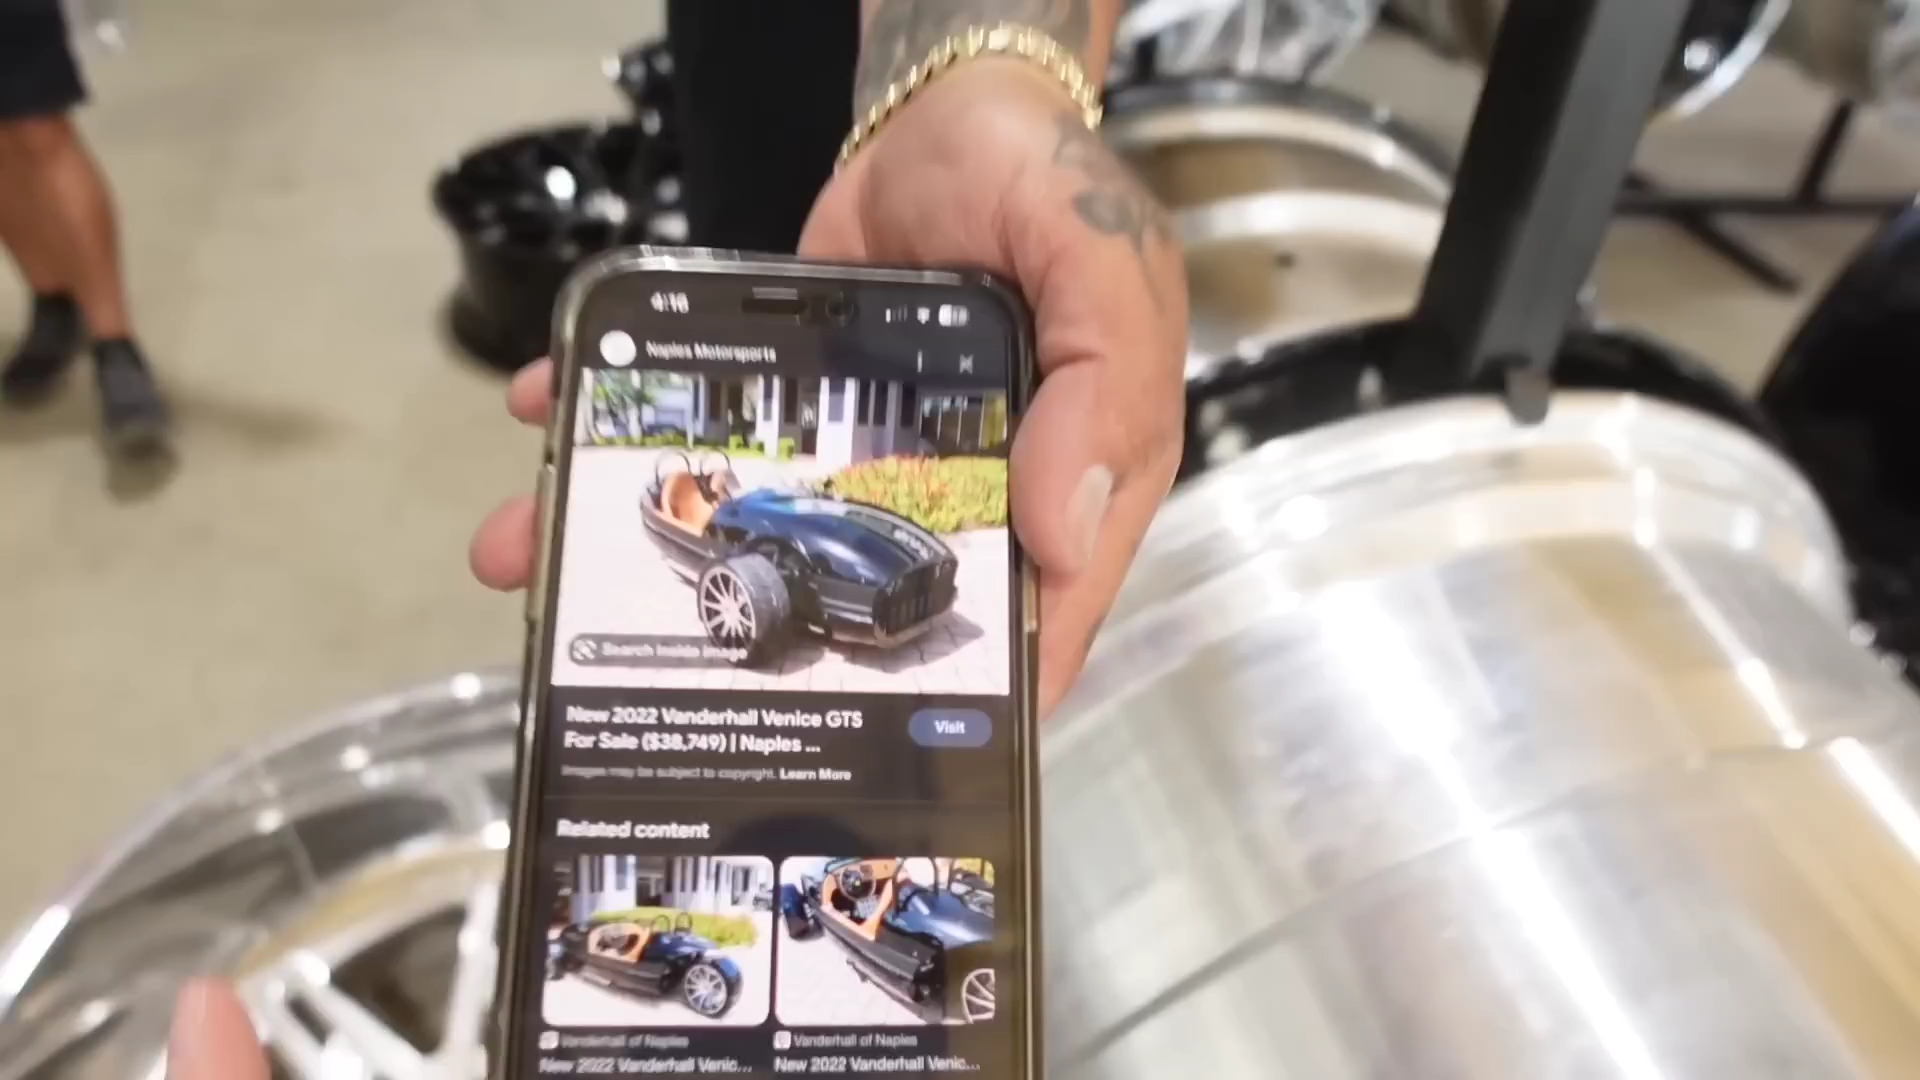 4:16
Naples Motorsports
Search inside image
New 2022 Vanderhall Venice GTS
For Sale ($38,749) | Naples ...
Visit
Images may be subject to copyright. Learn More
Related content
Vanderhall of Naples
New 2022 Vanderhall Venic...
Vanderhall of Naples
New 2022 Vanderhall Venic...